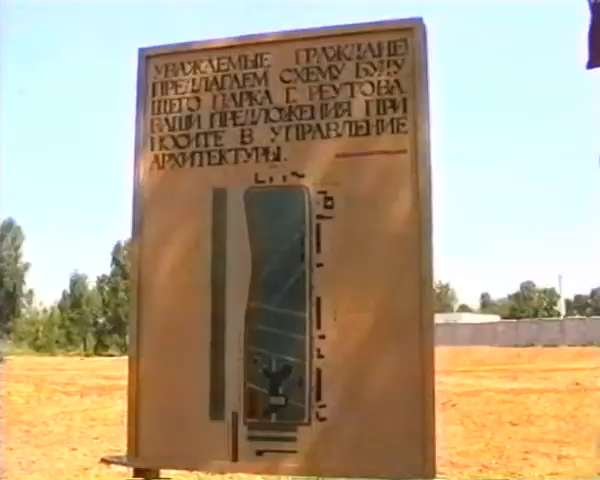 УВАЖАЕМЫЕ ГРАЖДАНЕ!
ПРЕДЛАГАЕМ СХЕМУ БУДУ
ЩЕГО ПАРКА Г. РЕУТОВА.
ВАШИ ПРЕДЛОЖЕНИЯ ПРИ
НОСИТЕ В УПРАВЛЕНИЕ
АРХИТЕКТУРЫ.